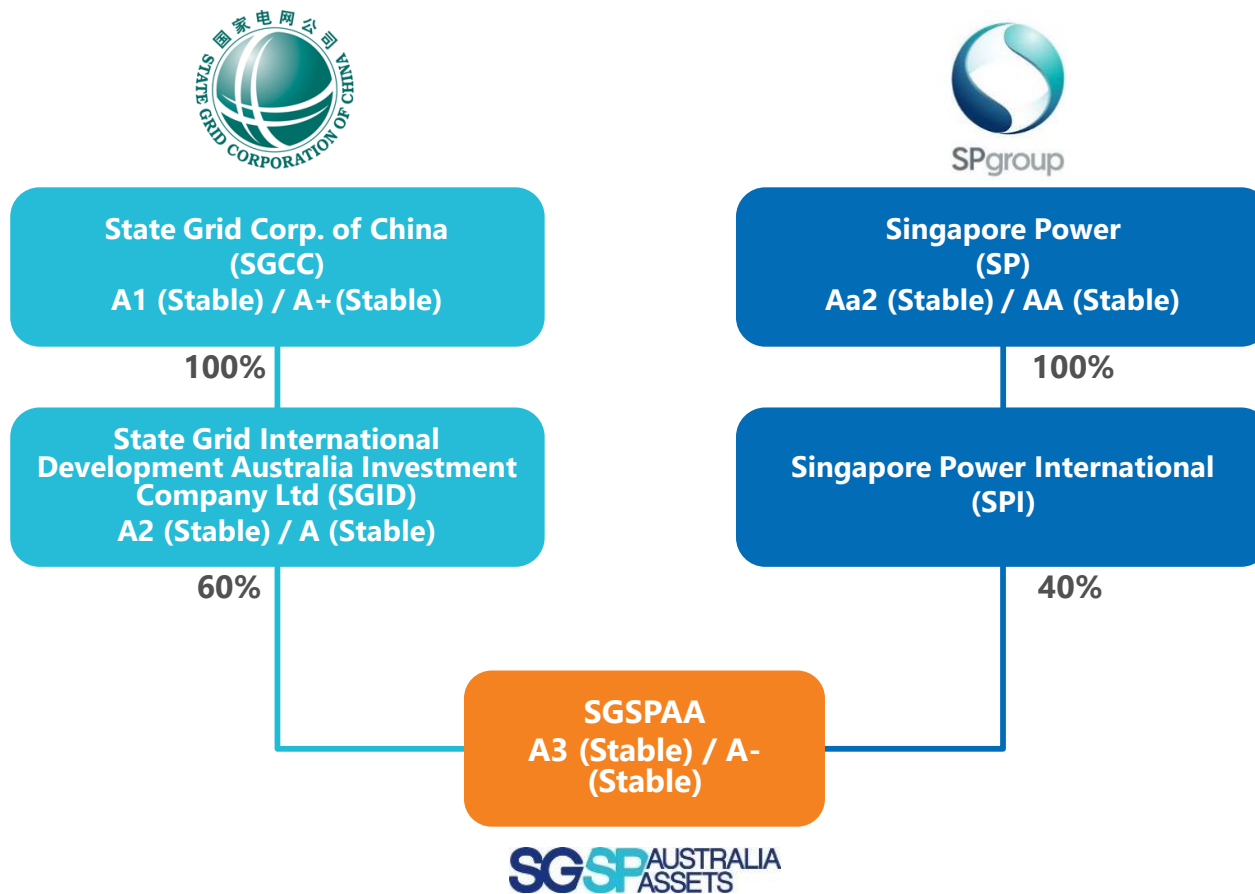 国家电网公司
STATE GRID CORPORATION OF CHINA
SPgroup
State Grid Corp. of China
(SGCC)
A1 (Stable) / A+(Stable)
Singapore Power
(SP)
Aa2 (Stable) / AA (Stable)
100%
100%
State Grid International
Development Australia Investment
Company Ltd (SGID)
A2 (Stable) / A (Stable)
Singapore Power International
(SPI)
60%
40%
SGSPAA
A3 (Stable) / A-
(Stable)
SGSP AUSTRALIA
ASSETS